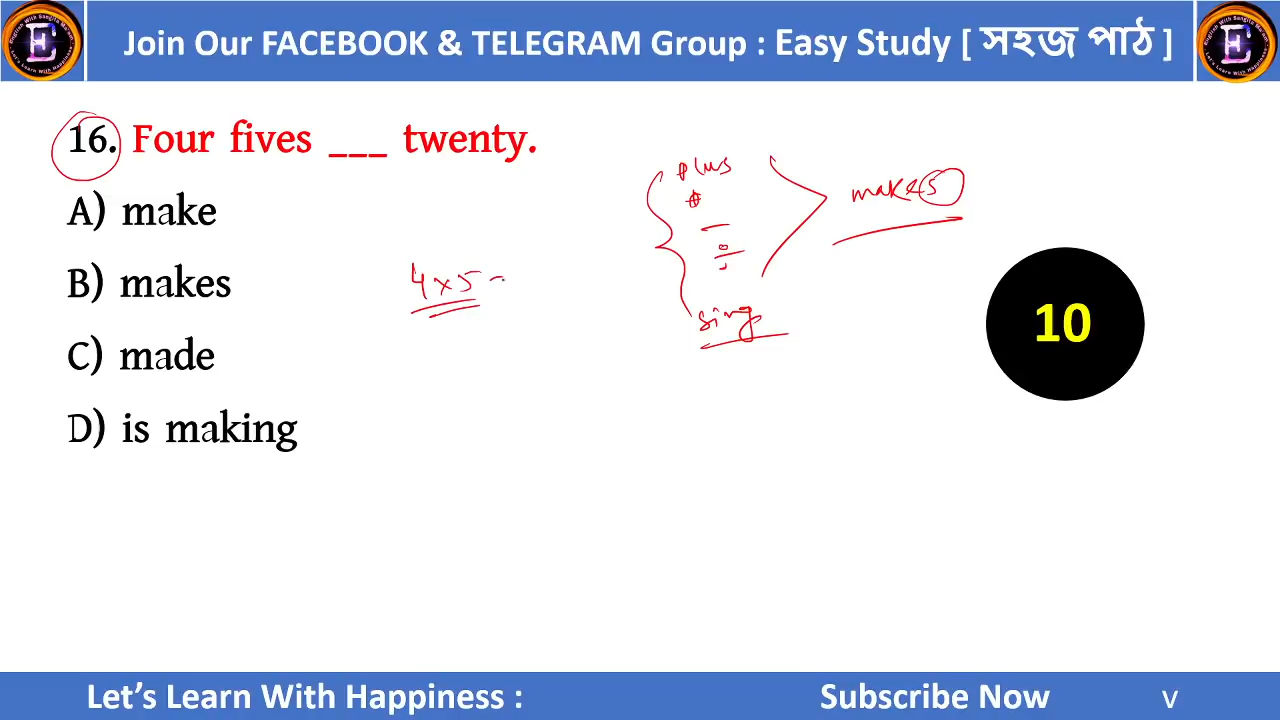 Join Our FACEBOOK & TELEGRAM Group : Easy Study [ সহজ পাঠ ]
E
E
16. Four fives ___ twenty.
A) make
B) makes
C) made
D) is making
4×5 =
plus
makes
10
Let's Learn With Happiness :
Subscribe Now
v